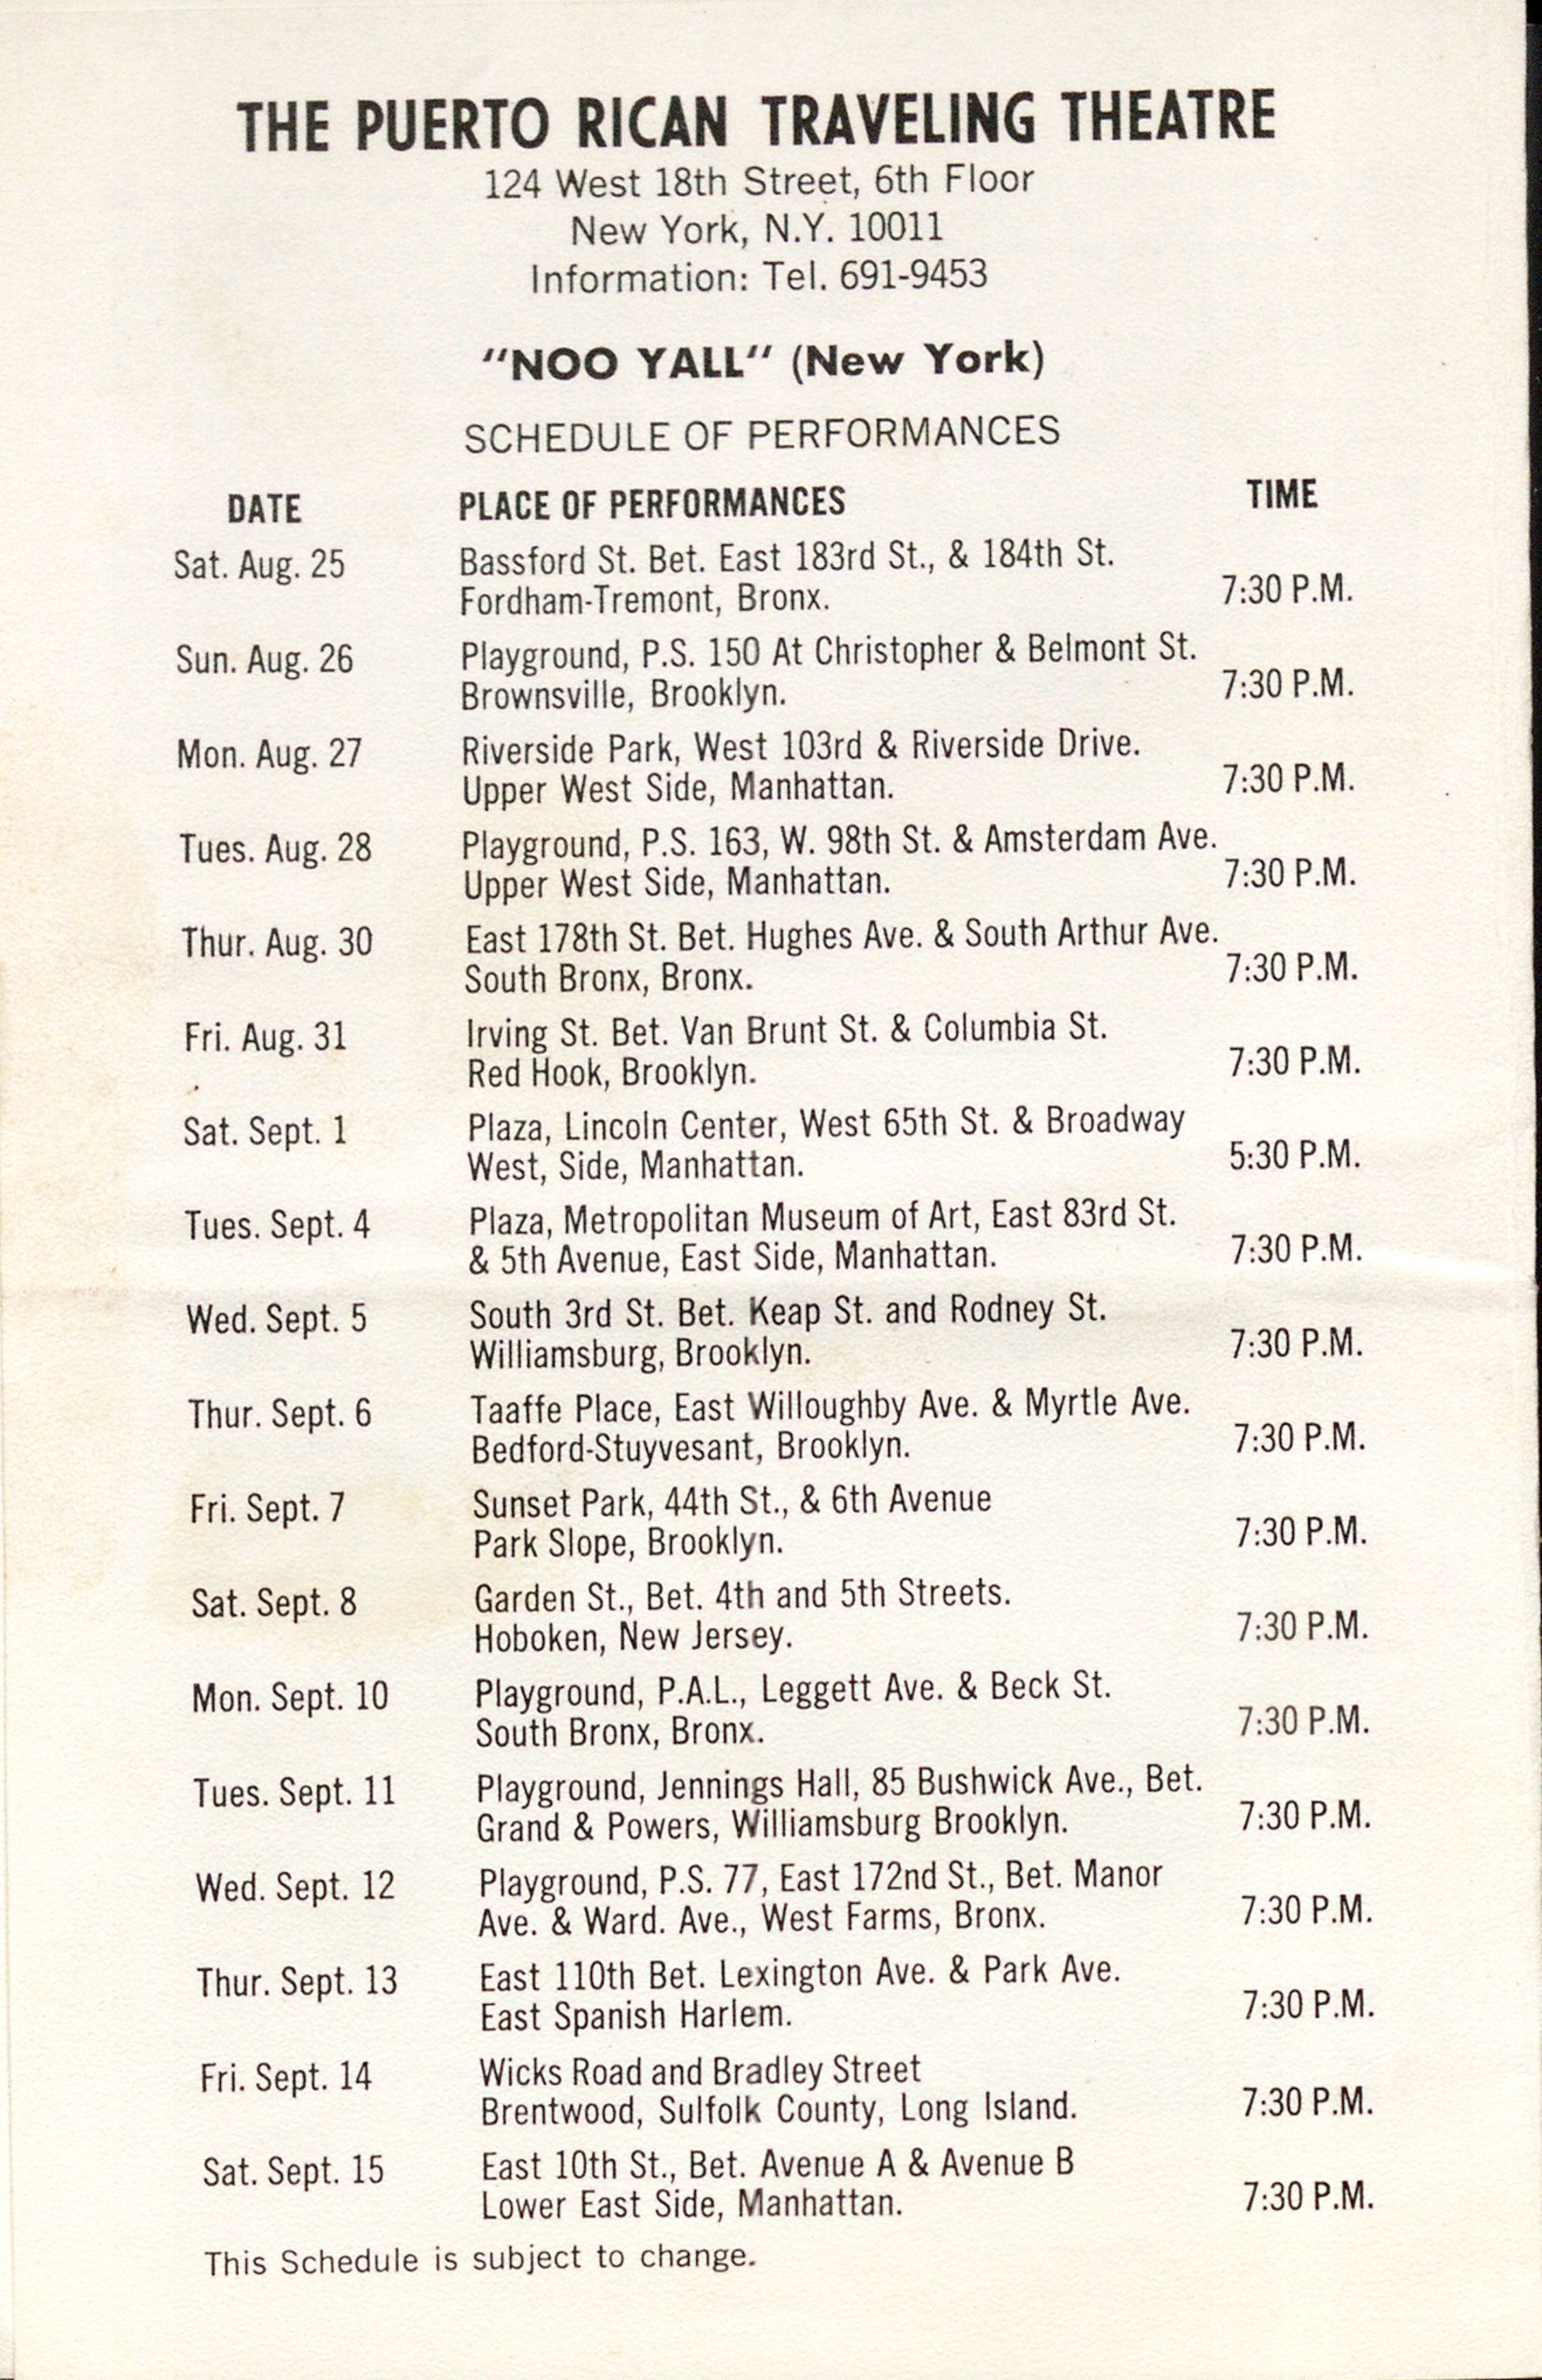 THE PUERTO RICAN TRAVELING THEATRE
124 West 18th Street, 6th Floor
New York, N.Y. 10011
Information: Tel. 691-9453
"NOO YALL" (New York)
SCHEDULE OF PERFORMANCES
DATE PLACE OF PERFORMANCES TIME
Sat. Aug. 25 Bassford St. Bet. East 183rd St., & 184th St.
Fordham-Tremont, Bronx. 7:30 P.M.
Sun. Aug. 26 Playground, P.S. 150 At Christopher & Belmont St.
Brownsville, Brooklyn. 7:30 P.M.
Mon. Aug. 27 Riverside Park, West 103rd & Riverside Drive.
Upper West Side, Manhattan. 7:30 P.M.
Tues. Aug. 28 Playground, P.S. 163, W. 98th St. & Amsterdam Ave.
Upper West Side, Manhattan. 7:30 P.M.
Thur. Aug. 30 East 178th St. Bet. Hughes Ave. & South Arthur Ave.
South Bronx, Bronx. 7:30 P.M.
Fri. Aug. 31 Irving St. Bet. Van Brunt St. & Columbia St.
Red Hook, Brooklyn. 7:30 P.M.
Sat. Sept. 1 Plaza, Lincoln Center, West 65th St. & Broadway
West, Side, Manhattan. 5:30 P.M.
Tues. Sept. 4 Plaza, Metropolitan Museum of Art, East 83rd St.
& 5th Avenue, East Side, Manhattan. 7:30 P.M.
Wed. Sept. 5 South 3rd St. Bet. Keap St. and Rodney St.
Williamsburg, Brooklyn. 7:30 P.M.
Thur. Sept. 6 Taaffe Place, East Willoughby Ave. & Myrtle Ave.
Bedford-Stuyvesant, Brooklyn. 7:30 P.M.
Fri. Sept. 7 Sunset Park, 44th St., & 6th Avenue
Park Slope, Brooklyn. 7:30 P.M.
Sat. Sept. 8 Garden St., Bet. 4th and 5th Streets.
Hoboken, New Jersey. 7:30 P.M.
Mon. Sept. 10 Playground, P.A.L., Leggett Ave. & Beck St.
South Bronx, Bronx. 7:30 P.M.
Tues. Sept. 11 Playground, Jennings Hall, 85 Bushwick Ave., Bet.
Grand & Powers, Williamsburg Brooklyn. 7:30 P.M.
Wed. Sept. 12 Playground, P.S. 77, East 172nd St., Bet. Manor
Ave. & Ward. Ave., West Farms, Bronx. 7:30 P.M.
Thur. Sept. 13 East 110th Bet. Lexington Ave. & Park Ave.
East Spanish Harlem. 7:30 P.M.
Fri. Sept. 14 Wicks Road and Bradley Street
Brentwood, Sulfolk County, Long Island. 7:30 P.M.
Sat. Sept. 15 East 10th St., Bet. Avenue A & Avenue B
Lower East Side, Manhattan. 7:30 P.M.
This Schedule is subject to change.